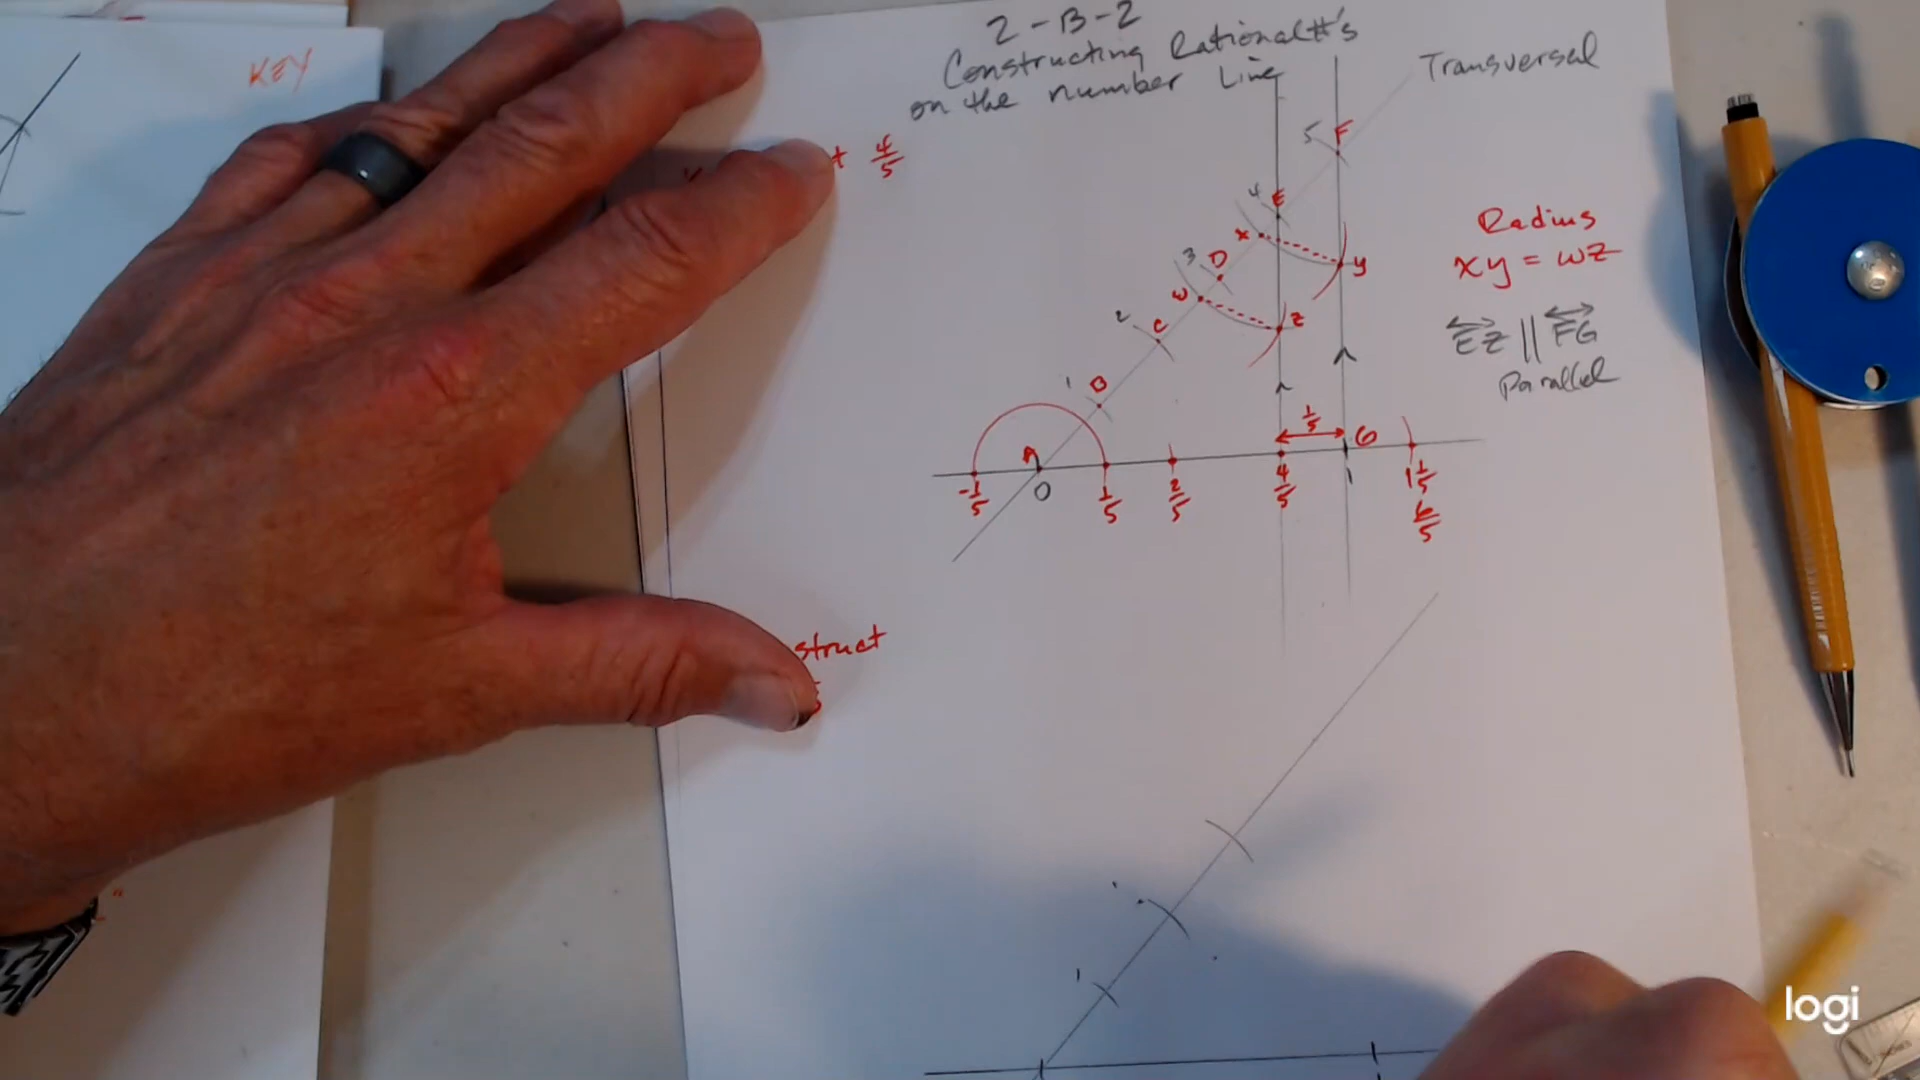 KEY
2-B-2
Constructing Rational #'s
on the number Line
Transversal
4/5
5 F
4 E
X
3 D
y
W
Z
2 C
1 B
Radius
xy = wz
EZ || FG
Parallel
1/5
A
G
-1/5 0 1/5 2/5 4/5 1 1 1/5
6/5
struct
logi